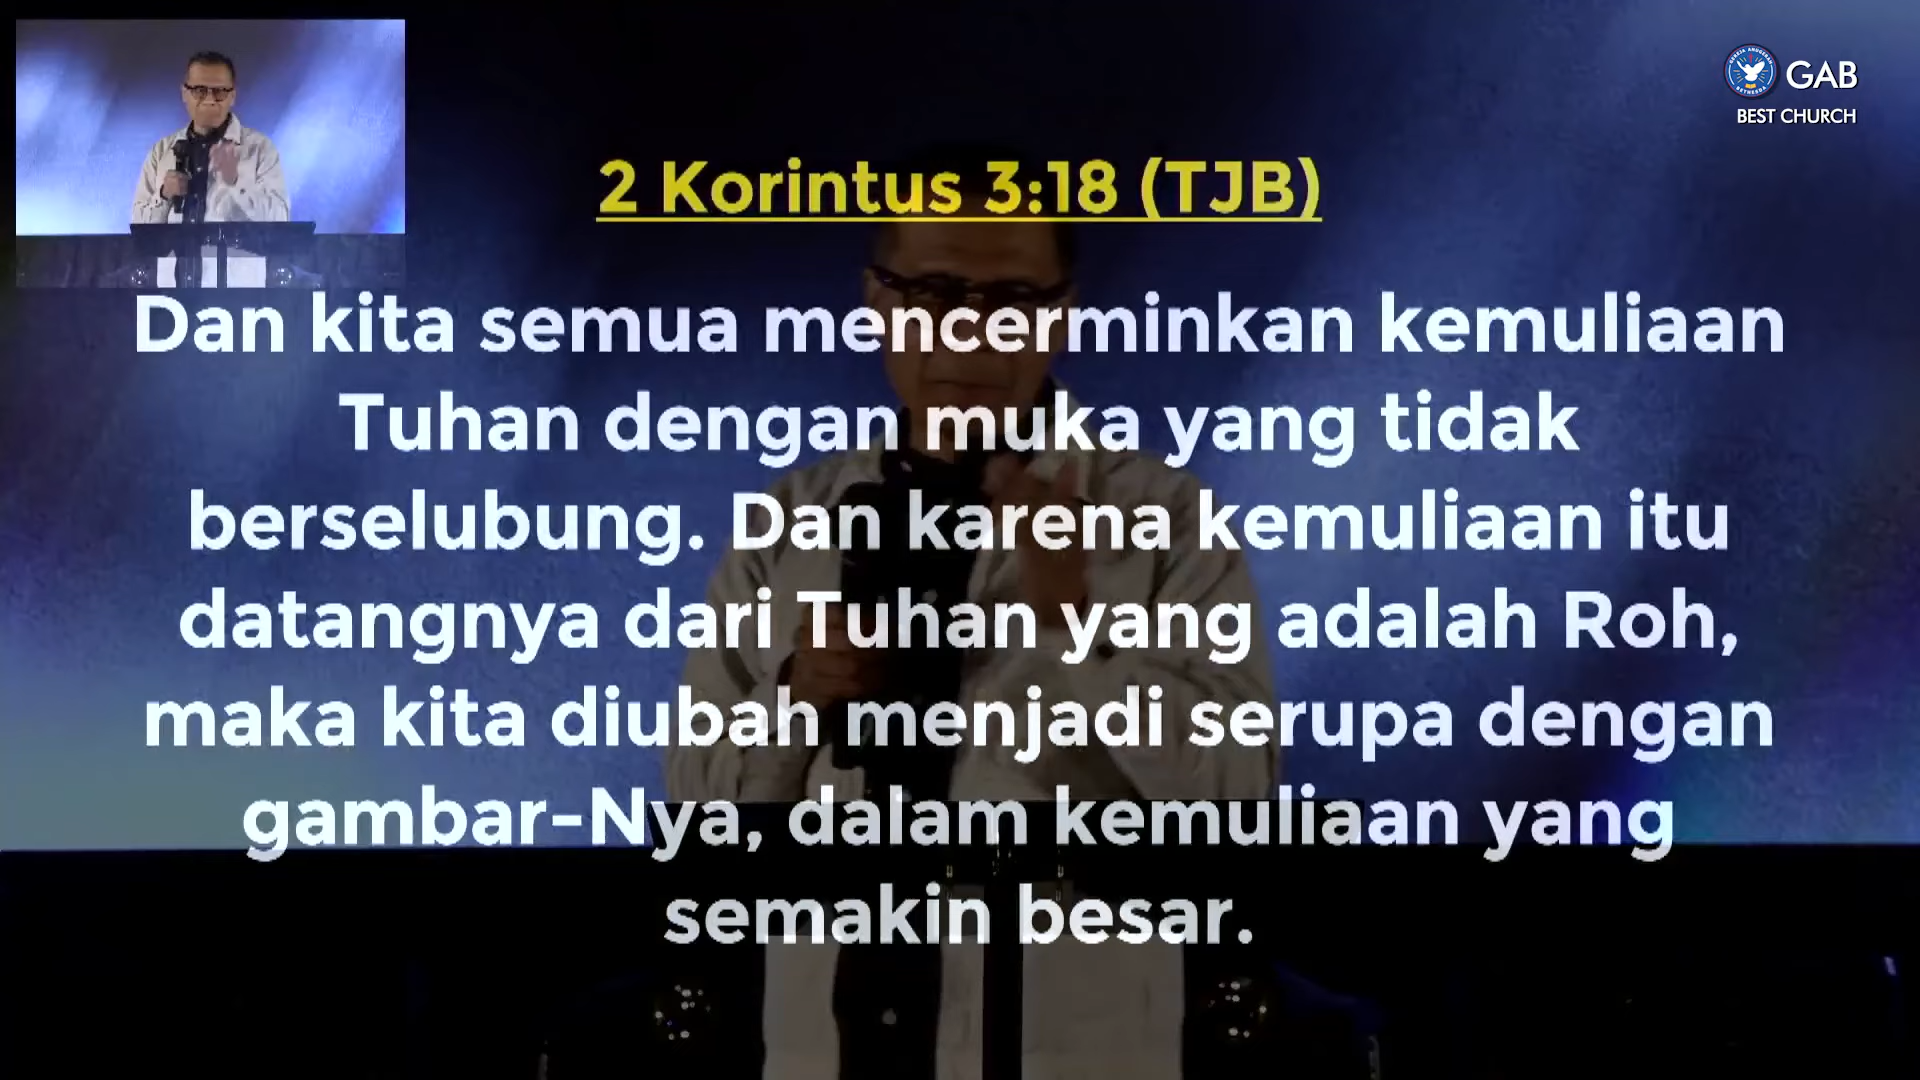 GAB
BEST CHURCH
2 Korintus 3:18 (TJB)
Dan kita semua mencerminkan kemuliaan
Tuhan dengan muka yang tidak
berselubung. Dan karena kemuliaan itu
datangnya dari Tuhan yang adalah Roh,
maka kita diubah menjadi serupa dengan
gambar-Nya, dalam kemuliaan yang
semakin besar.